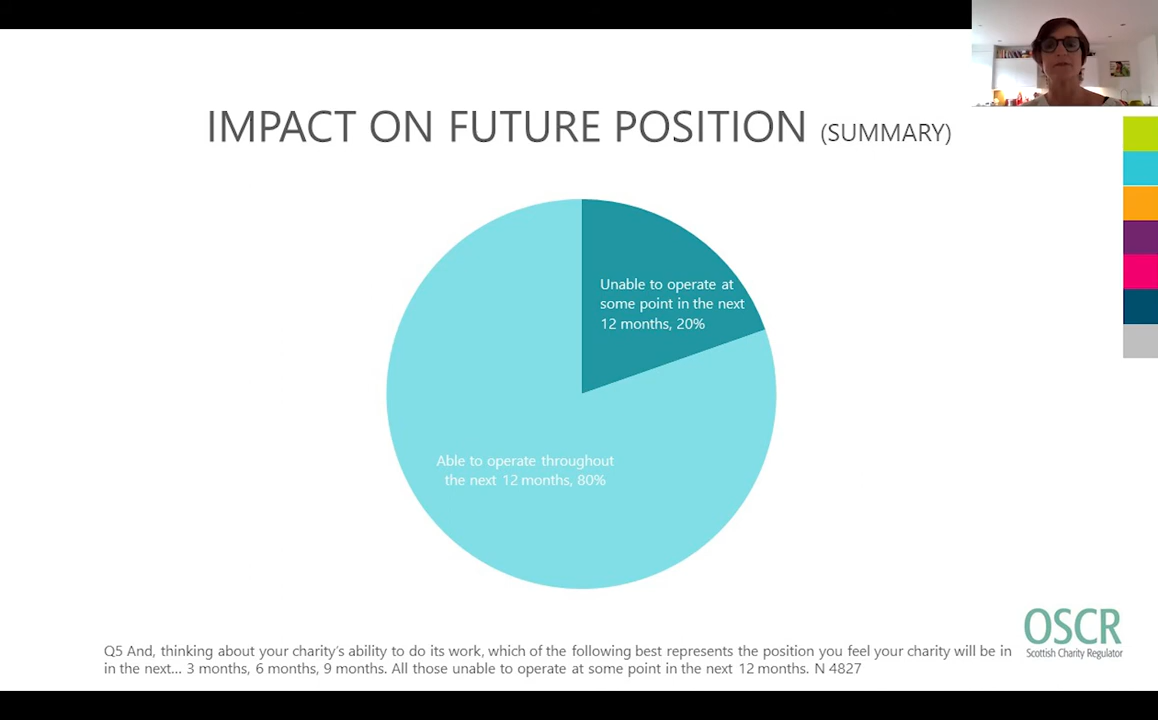 IMPACT ON FUTURE POSITION (SUMMARY)
Unable to operate at
some point in the next
12 months, 20%
Able to operate throughout
the next 12 months, 80%
Q5 And, thinking about your charity's ability to do its work, which of the following best represents the position you feel your charity will be in
in the next... 3 months, 6 months, 9 months. All those unable to operate at some point in the next 12 months. N 4827
OSCR
Scottish Charity Regulator